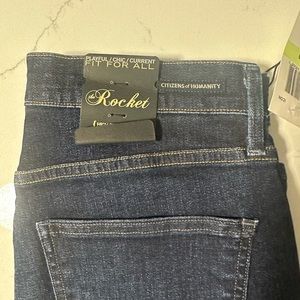 PLAYFUL / CHIC / CURRENT
FIT FOR ALL
the
Rocket
CITIZENS of HUMANITY